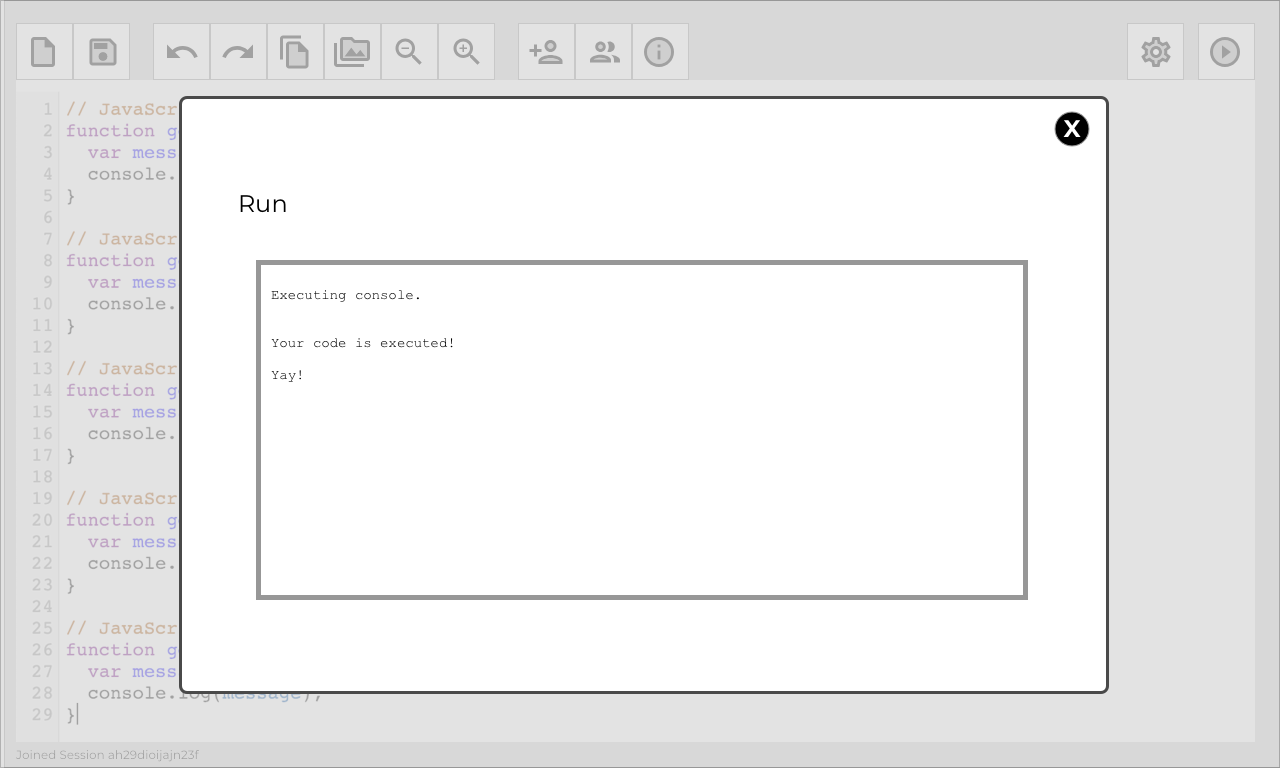 1 // JavaScr
2 function g
3 var mess
4 console.
5 }
6
7 // JavaScr
8 function g
9 var mess
10 console.
11 }
12
13 // JavaScr
14 function g
15 var mess
16 console.
17 }
18
19 // JavaScr
20 function g
21 var mess
22 console.
23 }
24
25 // JavaScr
26 function g
27 var mess
28 console.log(message);
29 }
X
Run
Executing console.
Your code is executed!
Yay!
Joined Session ah29dioijajn23f